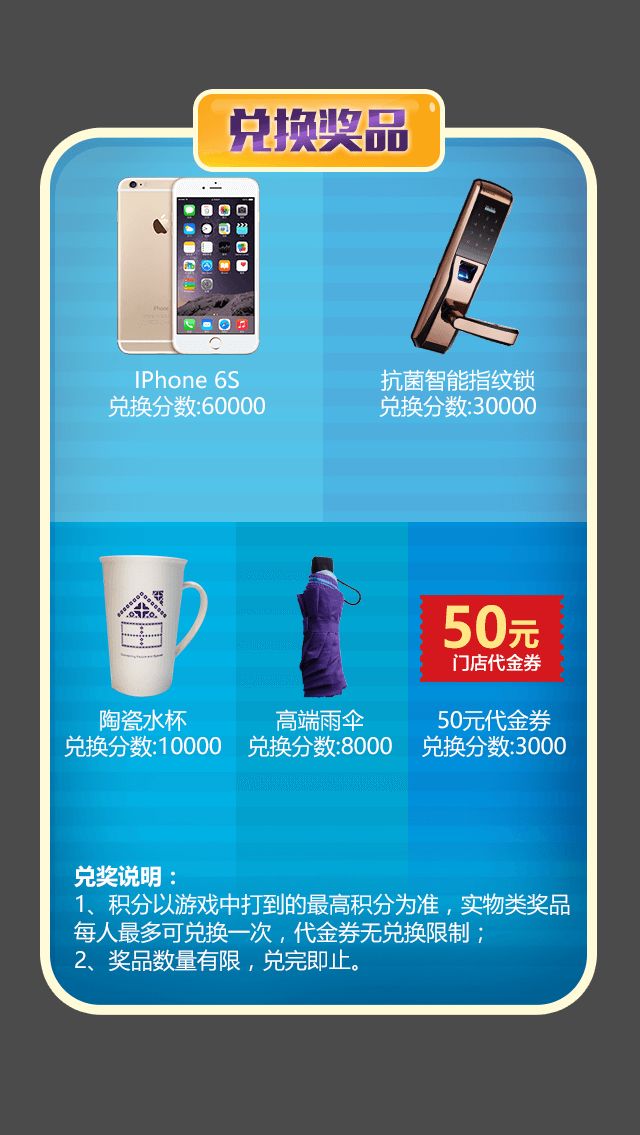 兑换奖品
IPhone 6S
兑换分数:60000
抗菌智能指纹锁
兑换分数:30000
50元
门店代金券
陶瓷水杯
兑换分数:10000
高端雨伞
兑换分数:8000
50元代金券
兑换分数:3000
兑奖说明：
1、积分以游戏中打到的最高积分为准，实物类奖品
每人最多可兑换一次，代金券无兑换限制；
2、奖品数量有限，兑完即止。